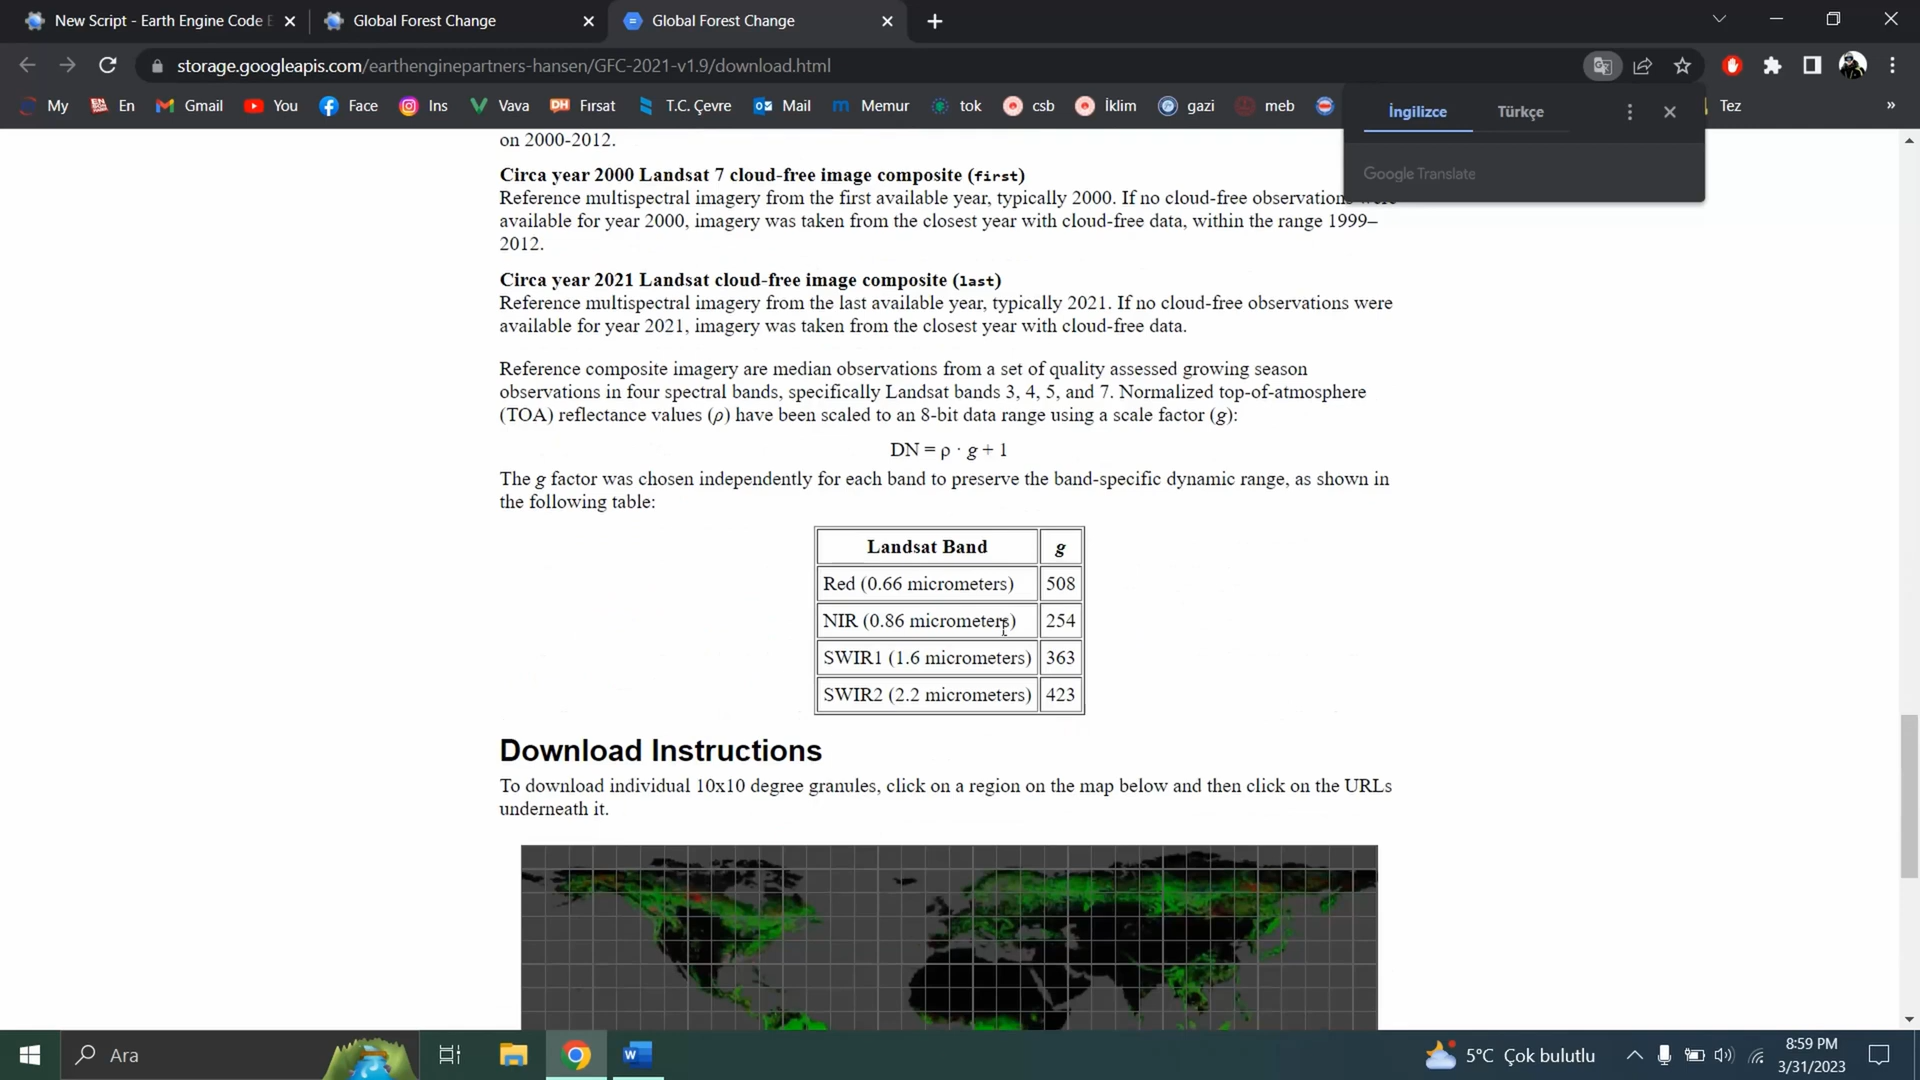 New Script - Earth Engine Code E
Global Forest Change
Global Forest Change
storage.googleapis.com/earthenginepartners-hansen/GFC-2021-v1.9/download.html
My En Gmail You Face Ins Vava Fırsat T.C. Çevre Mail Memur tok csb İklim gazi meb Tez »
İngilizce Türkçe
Google Translate
on 2000-2012.
Circa year 2000 Landsat 7 cloud-free image composite (first)
Reference multispectral imagery from the first available year, typically 2000. If no cloud-free observations were
available for year 2000, imagery was taken from the closest year with cloud-free data, within the range 1999–
2012.
Circa year 2021 Landsat cloud-free image composite (last)
Reference multispectral imagery from the last available year, typically 2021. If no cloud-free observations were
available for year 2021, imagery was taken from the closest year with cloud-free data.
Reference composite imagery are median observations from a set of quality assessed growing season
observations in four spectral bands, specifically Landsat bands 3, 4, 5, and 7. Normalized top-of-atmosphere
(TOA) reflectance values (ρ) have been scaled to an 8-bit data range using a scale factor (g):
DN = ρ · g + 1
The g factor was chosen independently for each band to preserve the band-specific dynamic range, as shown in
the following table:
Landsat Band g
Red (0.66 micrometers) 508
NIR (0.86 micrometers) 254
SWIR1 (1.6 micrometers) 363
SWIR2 (2.2 micrometers) 423
Download Instructions
To download individual 10x10 degree granules, click on a region on the map below and then click on the URLs
underneath it.
Ara
5°C Çok bulutlu
8:59 PM
3/31/2023